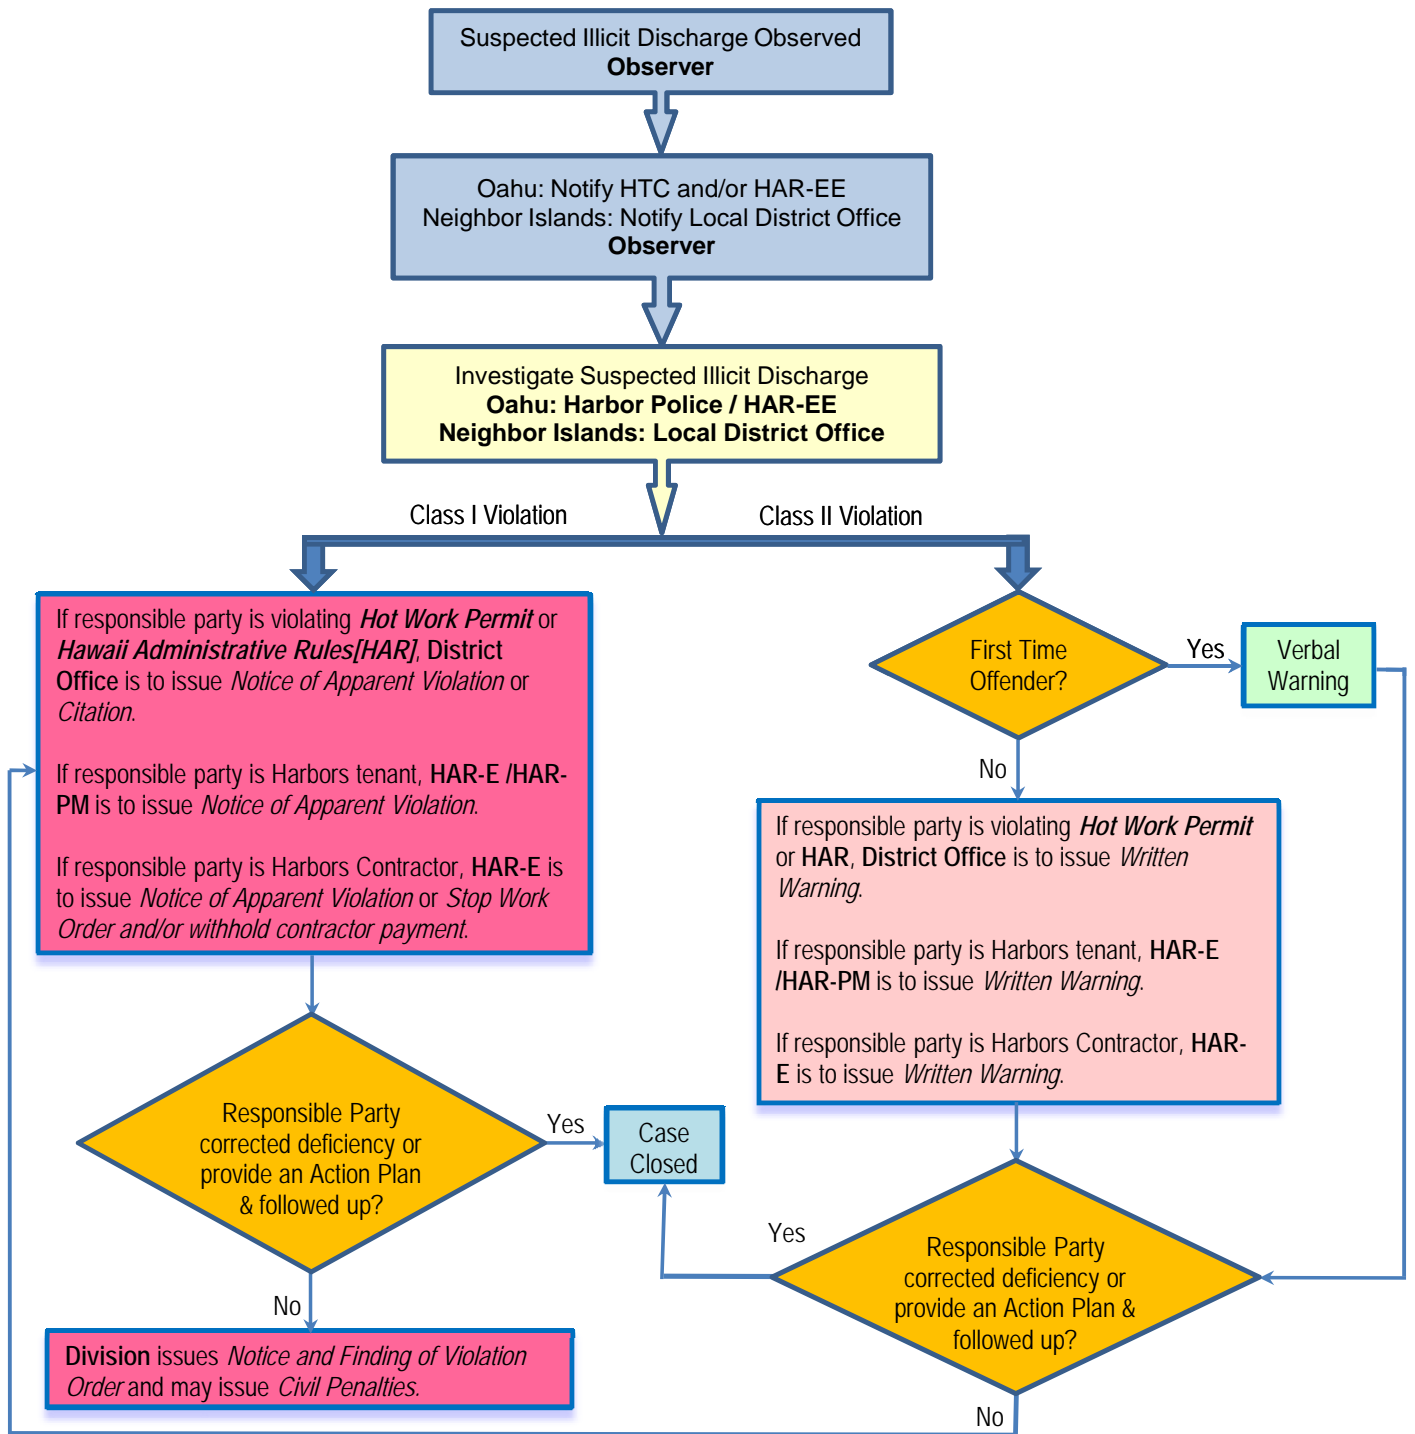 Suspected Illicit Discharge Observed
Observer
Oahu: Notify HTC and/or HAR-EE
Neighbor Islands: Notify Local District Office
Observer
Investigate Suspected Illicit Discharge
Oahu: Harbor Police / HAR-EE
Neighbor Islands: Local District Office
Class I Violation
Class II Violation
If responsible party is violating Hot Work Permit or
Hawaii Administrative Rules[HAR], District
Office is to issue Notice of Apparent Violation or
Citation.
If responsible party is Harbors tenant, HAR-E /HAR-
PM is to issue Notice of Apparent Violation.
If responsible party is Harbors Contractor, HAR-E is
to issue Notice of Apparent Violation or Stop Work
Order and/or withhold contractor payment.
First Time
Offender?
Yes
Verbal
Warning
No
If responsible party is violating Hot Work Permit
or HAR, District Office is to issue Written
Warning.
If responsible party is Harbors tenant, HAR-E
/HAR-PM is to issue Written Warning.
If responsible party is Harbors Contractor, HAR-
E is to issue Written Warning.
Responsible Party
corrected deficiency or
provide an Action Plan
& followed up?
Yes
Case
Closed
Yes
Responsible Party
corrected deficiency or
provide an Action Plan &
followed up?
No
Division issues Notice and Finding of Violation
Order and may issue Civil Penalties.
No